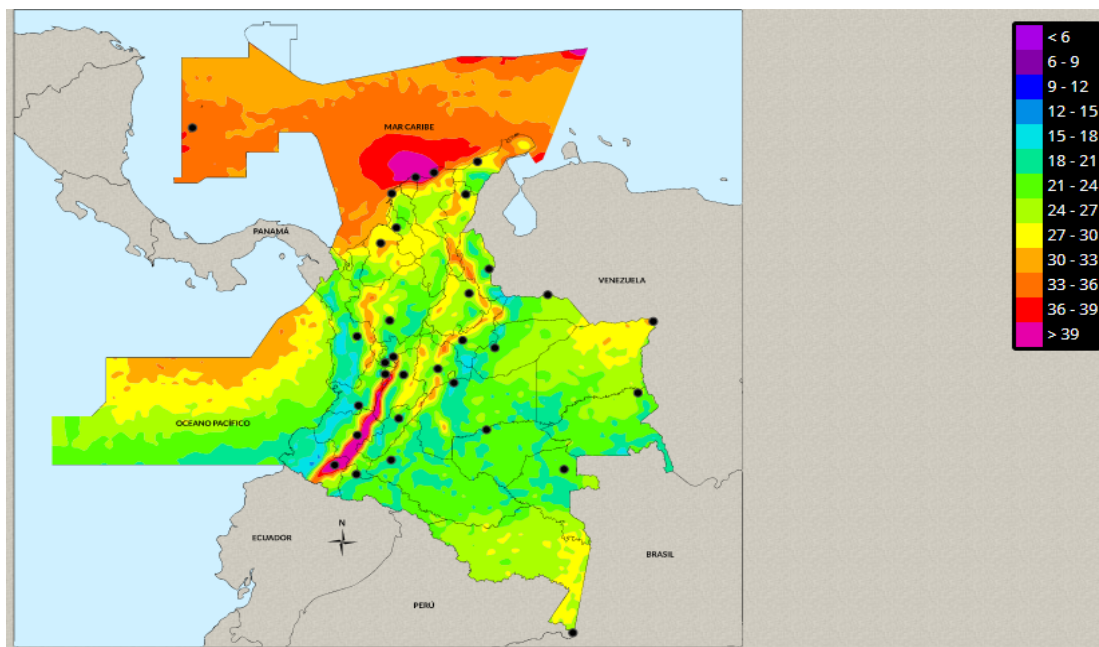 < 6
6 - 9
9 - 12
12 - 15
15 - 18
18 - 21
21 - 24
24 - 27
27 - 30
30 - 33
33 - 36
36 - 39
> 39
MAR CARIBE
PANAMÁ
VENEZUELA
OCEANO PACÍFICO
N
ECUADOR
BRASIL
PERÚ